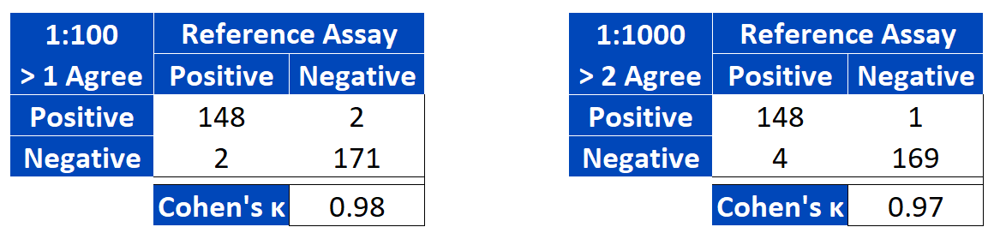 1:100 Reference Assay
> 1 Agree Positive Negative
Positive 148 2
Negative 2 171
Cohen's κ 0.98
1:1000 Reference Assay
> 2 Agree Positive Negative
Positive 148 1
Negative 4 169
Cohen's κ 0.97